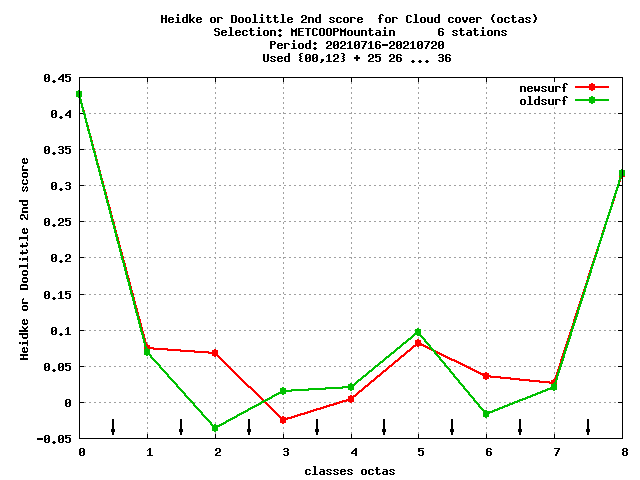 Heidke or Doolittle 2nd score  for Cloud cover (octas)
Selection: METCOOPMountain      6 stations
Period: 20210716-20210720
Used {00,12} + 25 26 ... 36
newsurf
oldsurf
Heidke or Doolittle 2nd score
0.45
0.4
0.35
0.3
0.25
0.2
0.15
0.1
0.05
0
-0.05
0 1 2 3 4 5 6 7 8
classes octas